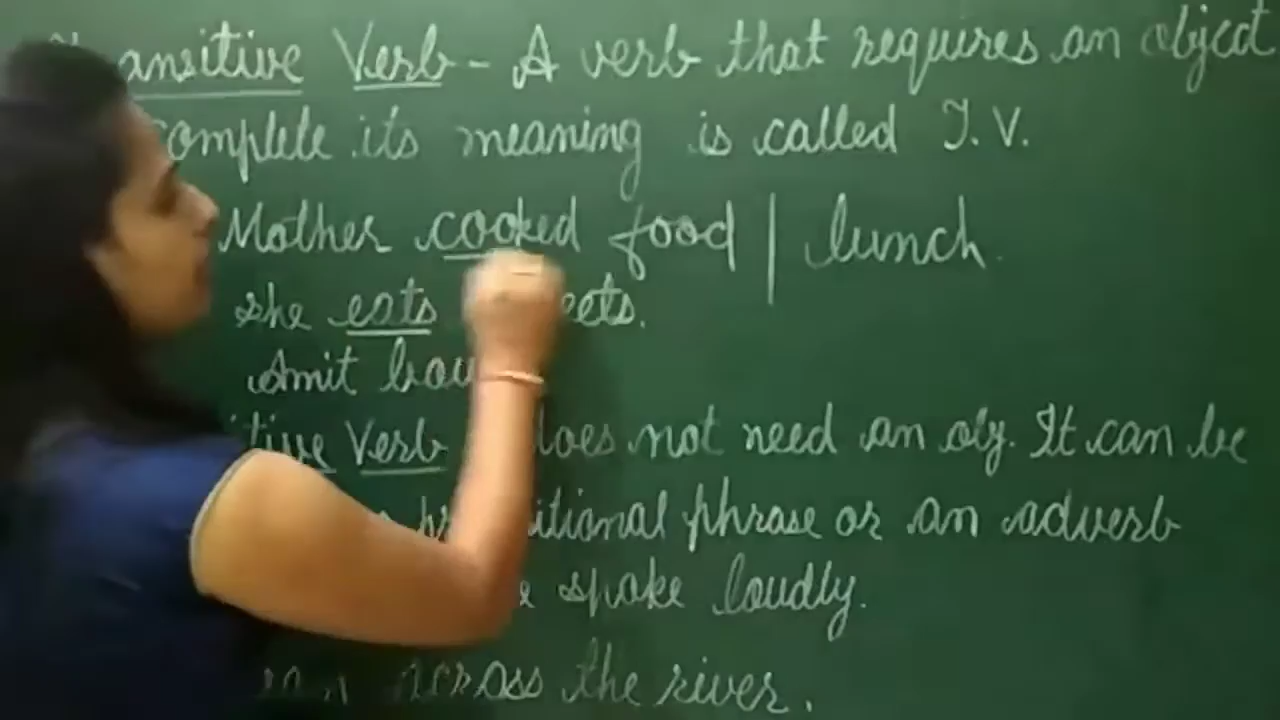 ansitive Verb - A verb that requires an object
complete its meaning is called T. V.
Mother cooked food | lunch.
she eats eets.
Amit bou
itive Verb does not need an obj. It can be
itional phrase or an adverb
spoke loudly.
across the river.